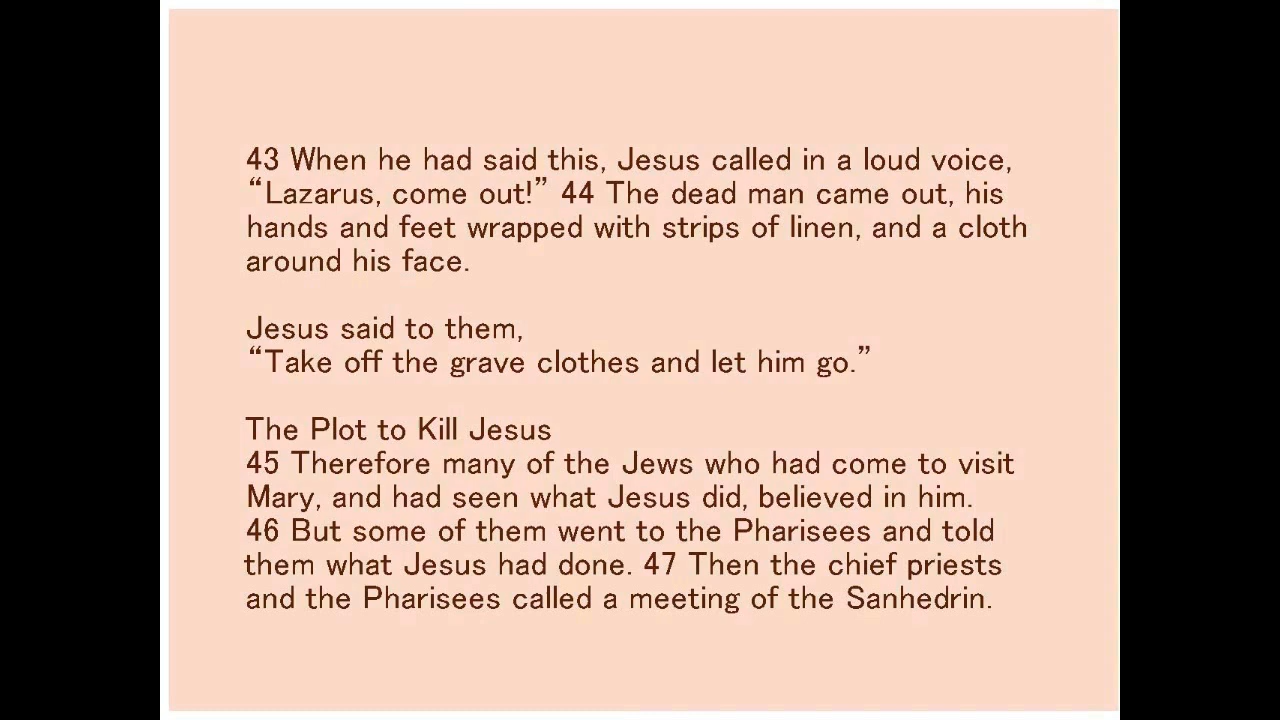 43 When he had said this, Jesus called in a loud voice,
“Lazarus, come out!” 44 The dead man came out, his
hands and feet wrapped with strips of linen, and a cloth
around his face.
Jesus said to them,
“Take off the grave clothes and let him go.”
The Plot to Kill Jesus
45 Therefore many of the Jews who had come to visit
Mary, and had seen what Jesus did, believed in him.
46 But some of them went to the Pharisees and told
them what Jesus had done. 47 Then the chief priests
and the Pharisees called a meeting of the Sanhedrin.